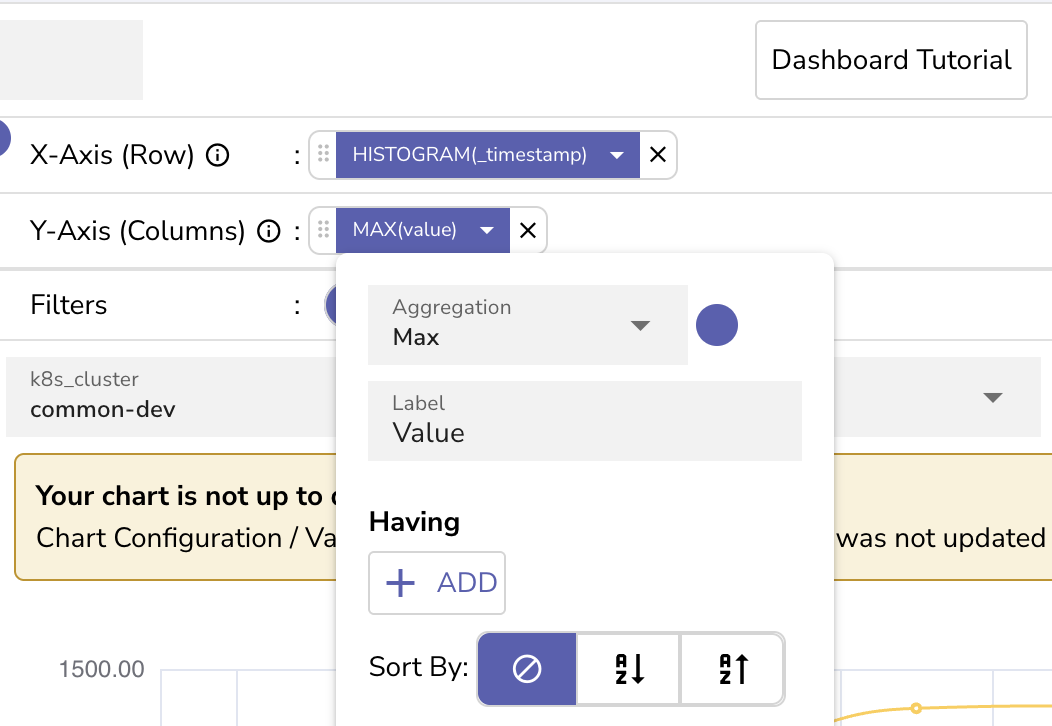 Dashboard Tutorial
X-Axis (Row) : HISTOGRAM(_timestamp)
Y-Axis (Columns) : MAX(value)
Filters :
Aggregation
Max
k8s_cluster
common-dev
Label
Value
Your chart is not up to
Chart Configuration / was not updated
Having
ADD
Sort By:
1500.00